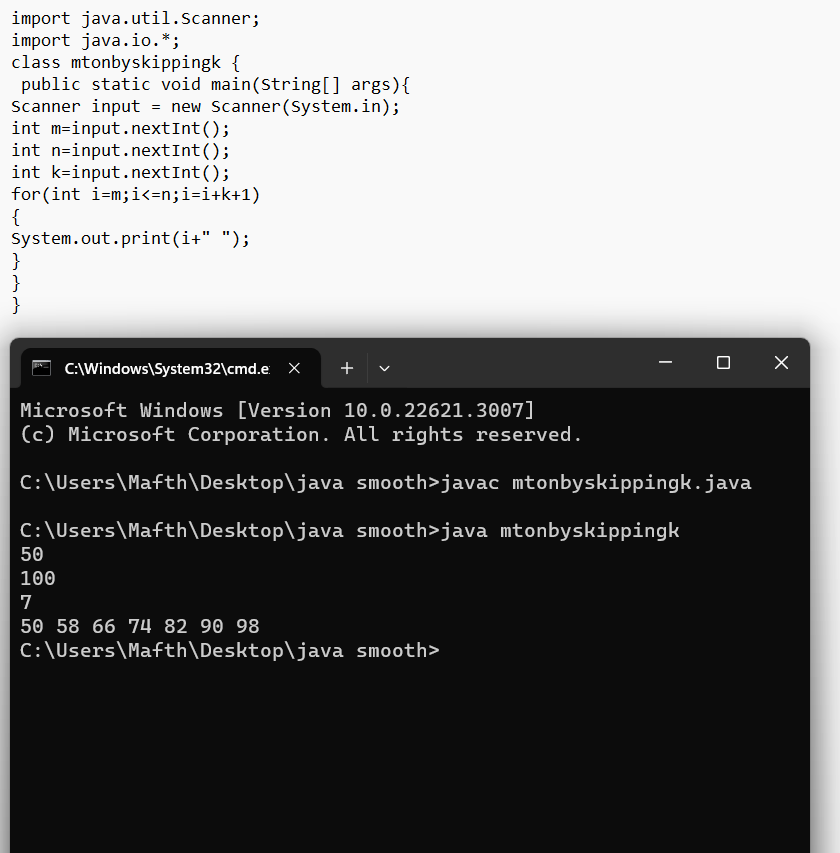 import java.util.Scanner;
import java.io.*;
class mtonbyskippingk {
 public static void main(String[] args){
Scanner input = new Scanner(System.in);
int m=input.nextInt();
int n=input.nextInt();
int k=input.nextInt();
for(int i=m;i<=n;i=i+k+1)
{
System.out.print(i+" ");
}
}
}
C:\Windows\System32\cmd.e
Microsoft Windows [Version 10.0.22621.3007]
(c) Microsoft Corporation. All rights reserved.
C:\Users\Mafth\Desktop\java smooth>javac mtonbyskippingk.java
C:\Users\Mafth\Desktop\java smooth>java mtonbyskippingk
50
100
7
50 58 66 74 82 90 98
C:\Users\Mafth\Desktop\java smooth>